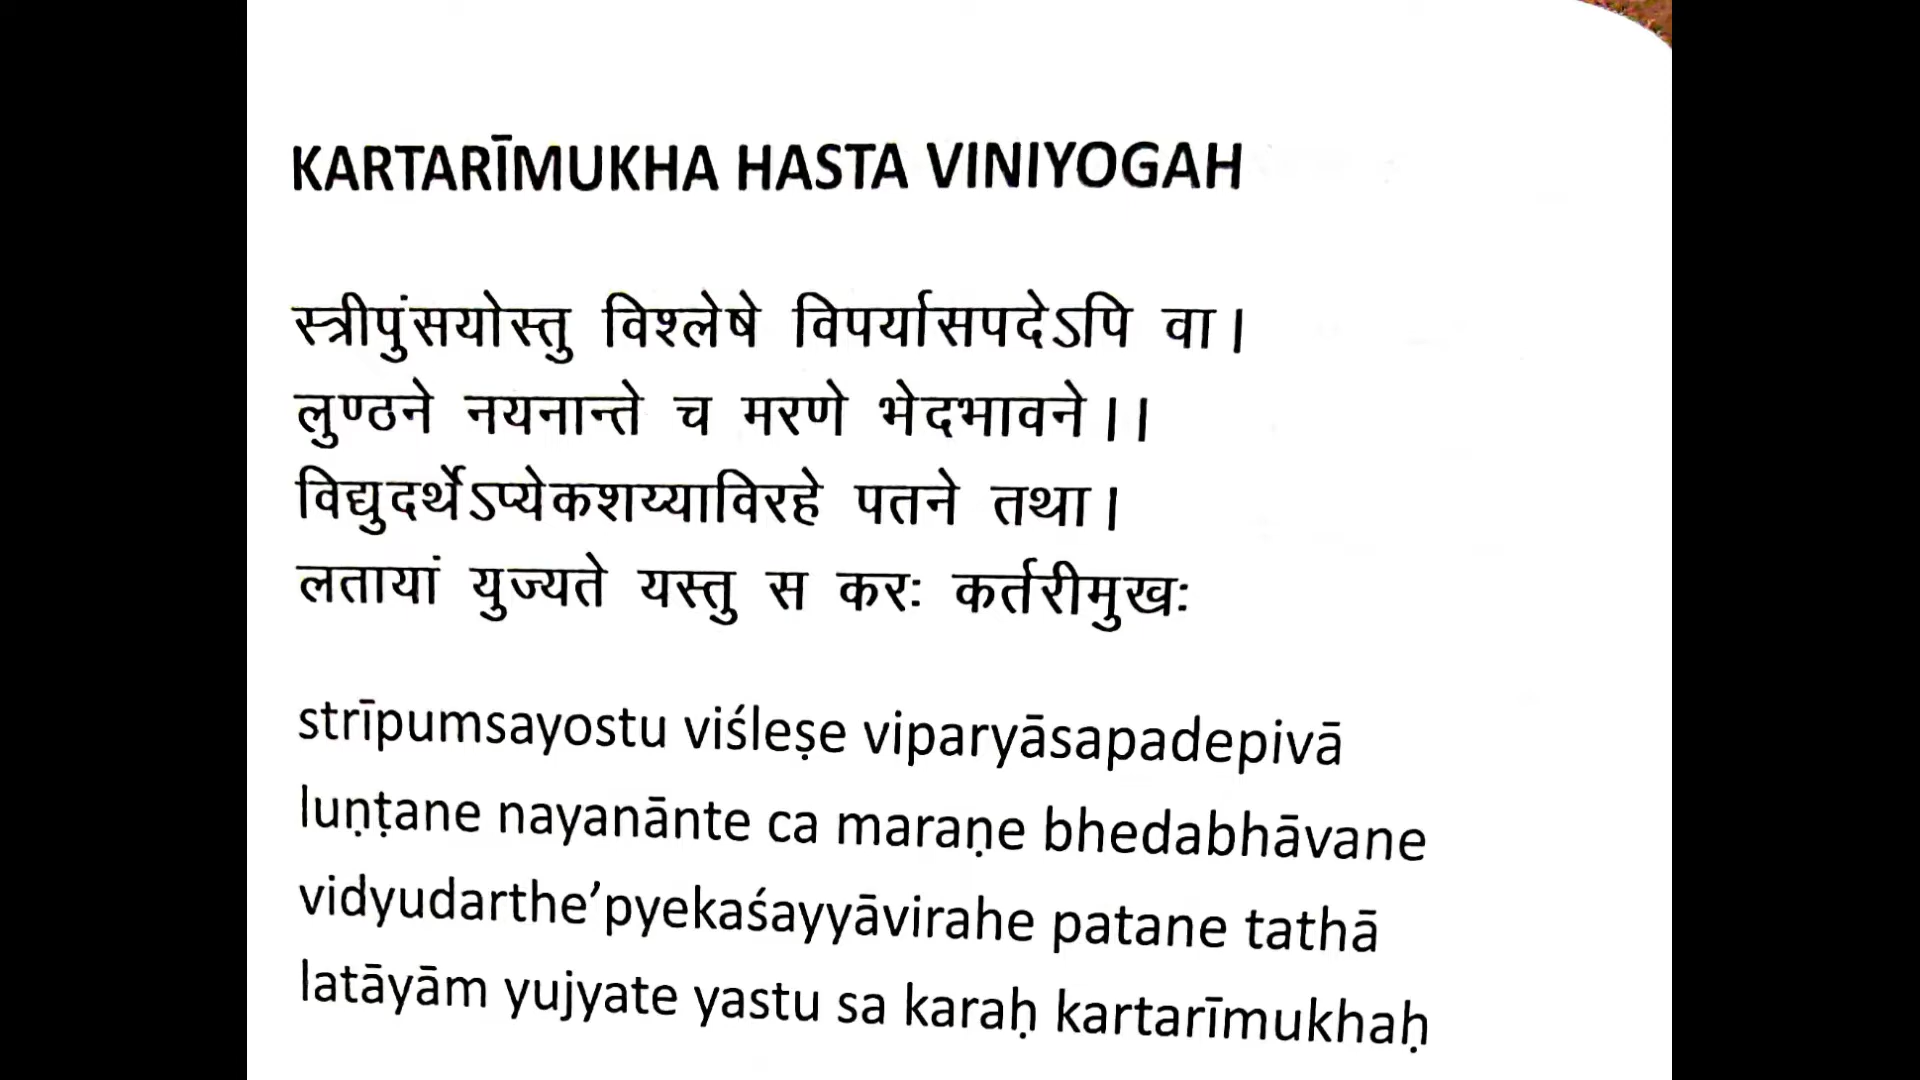 KARTARĪMUKHA HASTA VINIYOGAH
स्त्रीपुंसयोस्तु विश्लेषे विपर्यासपदेऽपि वा।
लुण्ठने नयनान्ते च मरणे भेदभावने।।
विद्युदर्थेऽप्येकशय्याविरहे पतने तथा।
लतायां युज्यते यस्तु स करः कर्तरीमुखः
strīpumsayostu viśleṣe viparyāsapadepivā
luṇṭane nayanānte ca maraṇe bhedabhāvane
vidyudarthe’pyekaśayyāvirahe patane tathā
latāyām yujyate yastu sa karaḥ kartarīmukhaḥ